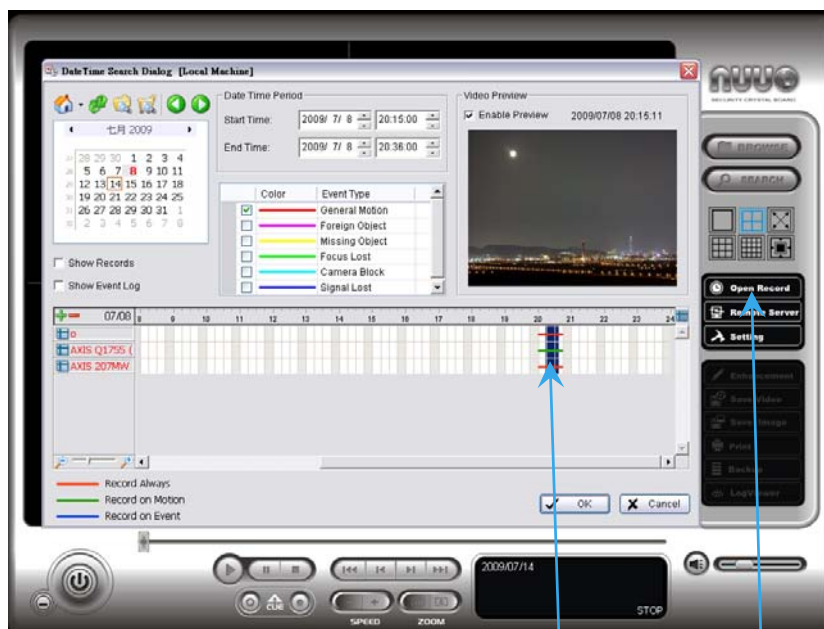 DateTime Search Dialog [Local Machine]
nuuo
SECURITY CRYSTAL BOARD
七月 2009
28 29 30 1 2 3 4
5 6 7 8 9 10 11
12 13 14 15 16 17 18
19 20 21 22 23 24 25
26 27 28 29 30 31 1
2 3 4 5 6 7 8
Show Records
Show Event Log
Date Time Period
Start Time: 2009/ 7/ 8 20:15:00
End Time: 2009/ 7/ 8 20:36:00
Color Event Type
General Motion
Foreign Object
Missing Object
Focus Lost
Camera Block
Signal Lost
Video Preview
Enable Preview 2009/07/08 20:15:11
BROWSE
SEARCH
Open Record
Remote Server
Setting
Enhancement
Save Video
Save Image
Print
Backup
LogViewer
07/08 8 9 10 11 12 13 14 15 16 17 18 19 20 21 22 23 24
AXIS Q1755 (
AXIS 207MW
Record Always
Record on Motion
Record on Event
OK
Cancel
CUE
SPEED
ZOOM
2009/07/14
STOP